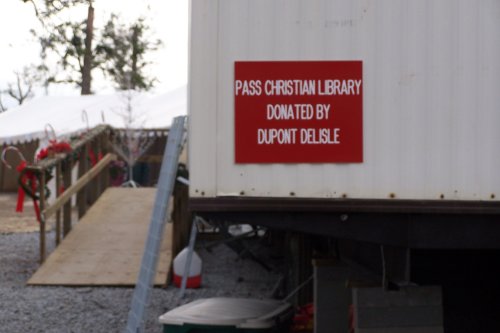 PASS CHRISTIAN LIBRARY
DONATED BY
DUPONT DELISLE